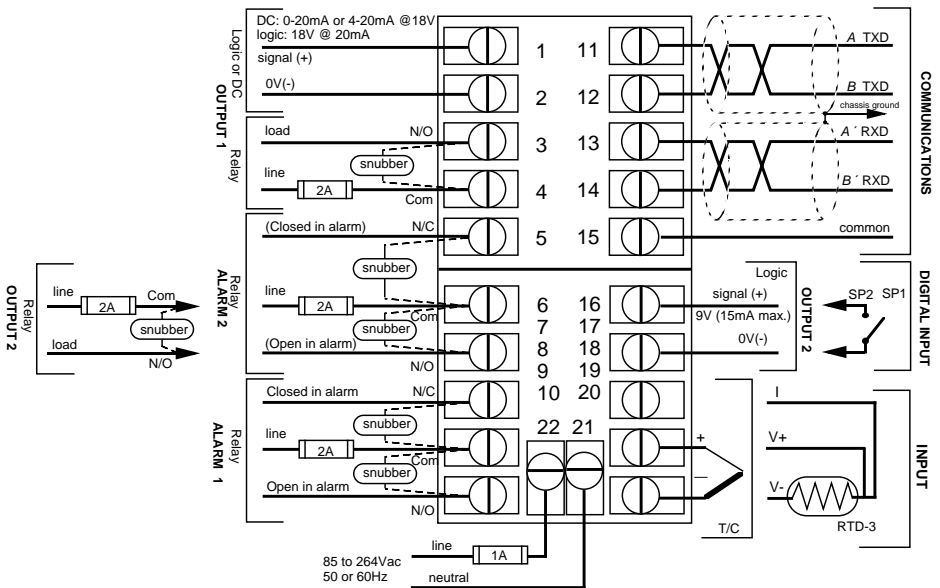 DC: 0-20mA or 4-20mA @18V
logic: 18V @ 20mA
signal (+)
0V(-)
Logic or DC
OUTPUT 1
Relay
load
N/O
snubber
line
2A
Com
(Closed in alarm)
N/C
snubber
line
2A
Com
snubber
(Open in alarm)
N/O
Relay
ALARM 2
line
2A
Com
snubber
load
N/O
Relay
OUTPUT 2
Closed in alarm
N/C
snubber
line
2A
Com
snubber
Open in alarm
N/O
Relay
ALARM 1
1 11
2 12
3 13
4 14
5 15
6 16
7 17
8 18
9 19
10 20
22 21
85 to 264Vac
50 or 60Hz
line
1A
neutral
A TXD
B TXD
chassis ground
A´ RXD
B´ RXD
common
COMMUNICATIONS
Logic
signal (+)
9V (15mA max.)
0V(-)
OUTPUT 2
SP2 SP1
DIGITAL INPUT
+
—
T/C
I
V+
V-
RTD-3
INPUT